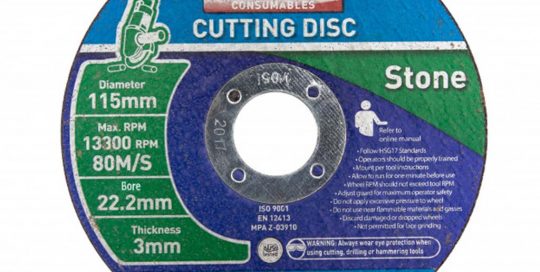 CONSUMABLES
CUTTING DISC
Stone
Diameter
115mm
Max. RPM
13300 RPM
80M/S
Bore
22.2mm
Thickness
3mm
2017
ISO 9001
EN 12413
MPA Z-03910
Refer to
online manual
• Follow HSG17 Standards
• Operators should be properly trained
• Mount per tool instructions
• Allow to run for one minute before use
• Wheel RPM should not exceed tool RPM
• Adjust guard for maximum operator safety
• Do not apply excessive pressure to wheel
• Do not use near flammable materials and gasses
• Discard damaged or dropped wheels
• Not permitted for face grinding
tested
WARNING: Always wear eye protection when
using cutting, drilling or hammering tools